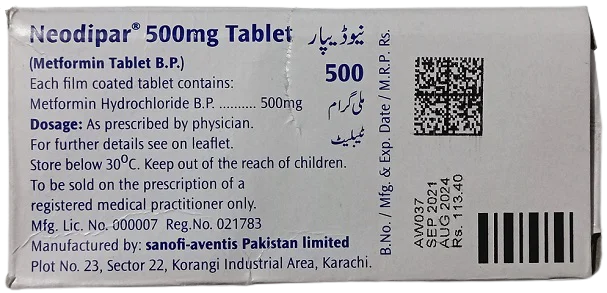 Neodipar® 500mg Tablet نیوڈیپار
(Metformin Tablet B.P.) 500
Each film coated tablet contains:
Metformin Hydrochloride B.P. .......... 500mg ملی گرام
Dosage: As prescribed by physician. ٹیبلیٹ
For further details see on leaflet.
Store below 30⁰C. Keep out of the reach of children.
To be sold on the prescription of a
registered medical practitioner only.
Mfg. Lic. No. 000007 Reg.No. 021783
Manufactured by: sanofi-aventis Pakistan limited
Plot No. 23, Sector 22, Korangi Industrial Area, Karachi.
B.No. / Mfg. & Exp. Date / M.R.P. Rs.
AW037
SEP 2021
AUG 2024
Rs. 113.40